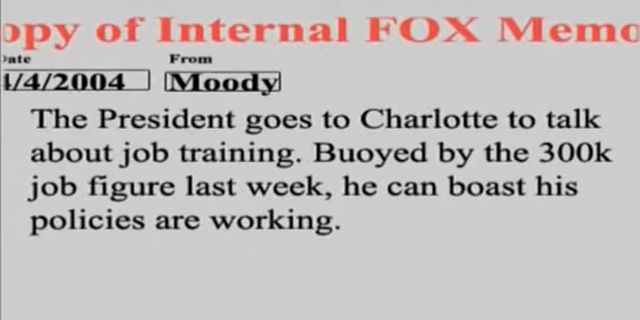 opy of Internal FOX Memo
Date From
4/4/2004 Moody
The President goes to Charlotte to talk
about job training. Buoyed by the 300k
job figure last week, he can boast his
policies are working.